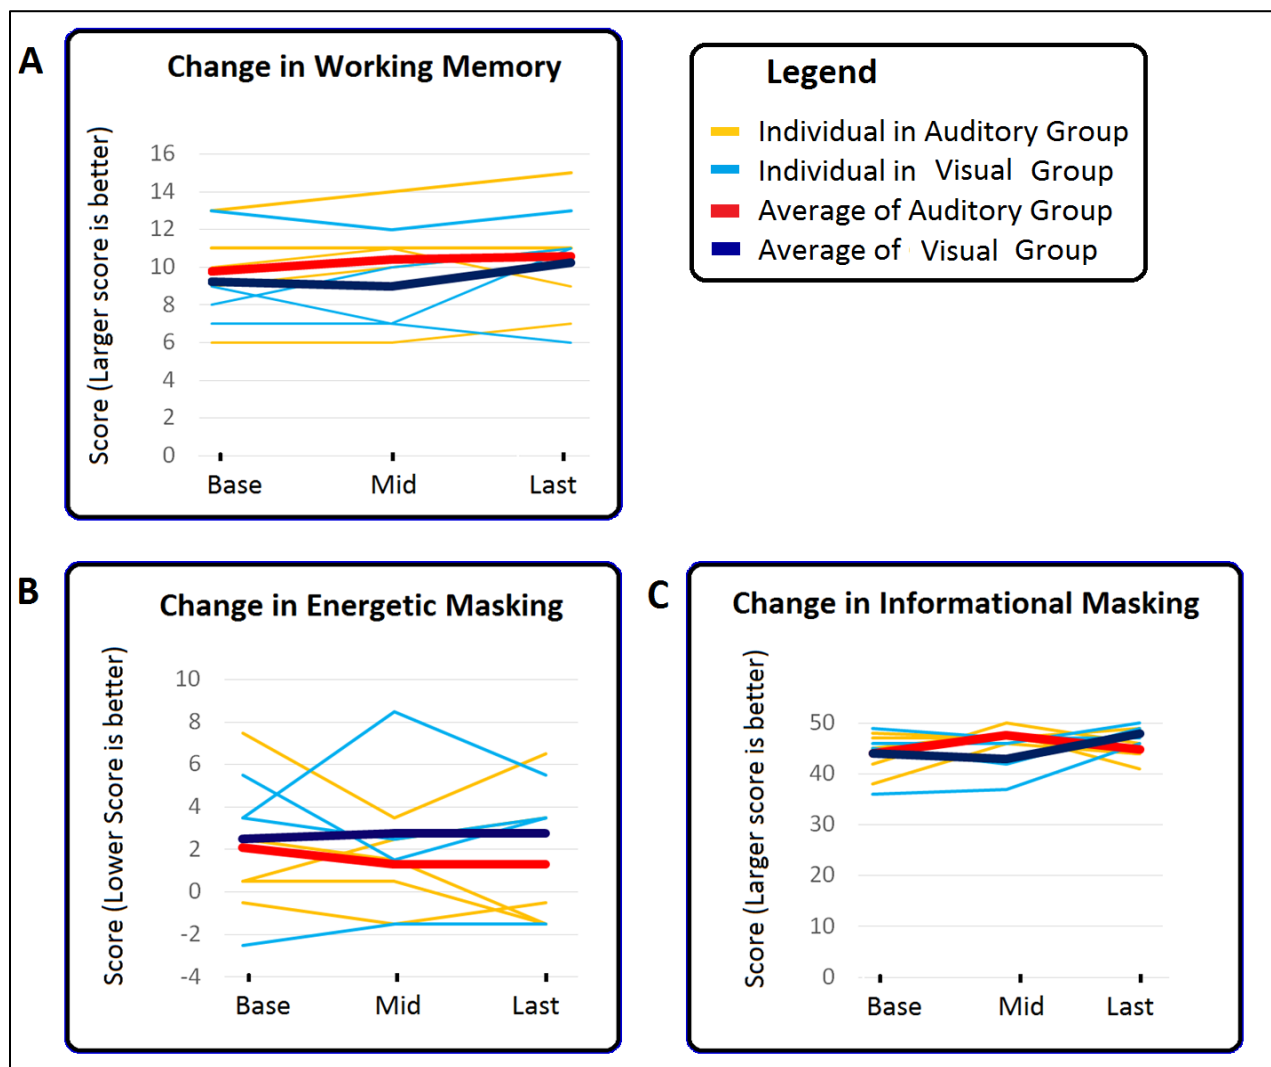 A
Change in Working Memory
Score (Larger score is better)
16
14
12
10
8
6
4
2
0
Base Mid Last
Legend
Individual in Auditory Group
Individual in Visual Group
Average of Auditory Group
Average of Visual Group
B
Change in Energetic Masking
Score (Lower Score is better)
10
8
6
4
2
0
-2
-4
Base Mid Last
C
Change in Informational Masking
Score (Larger score is better)
50
40
30
20
10
0
Base Mid Last